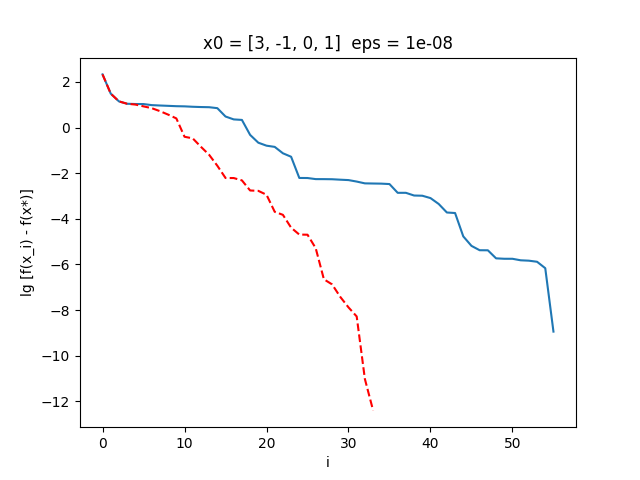 x0 = [3, -1, 0, 1]  eps = 1e-08
lg [f(x_i) - f(x*)]
2
0
−2
−4
−6
−8
−10
−12
0 10 20 30 40 50
i